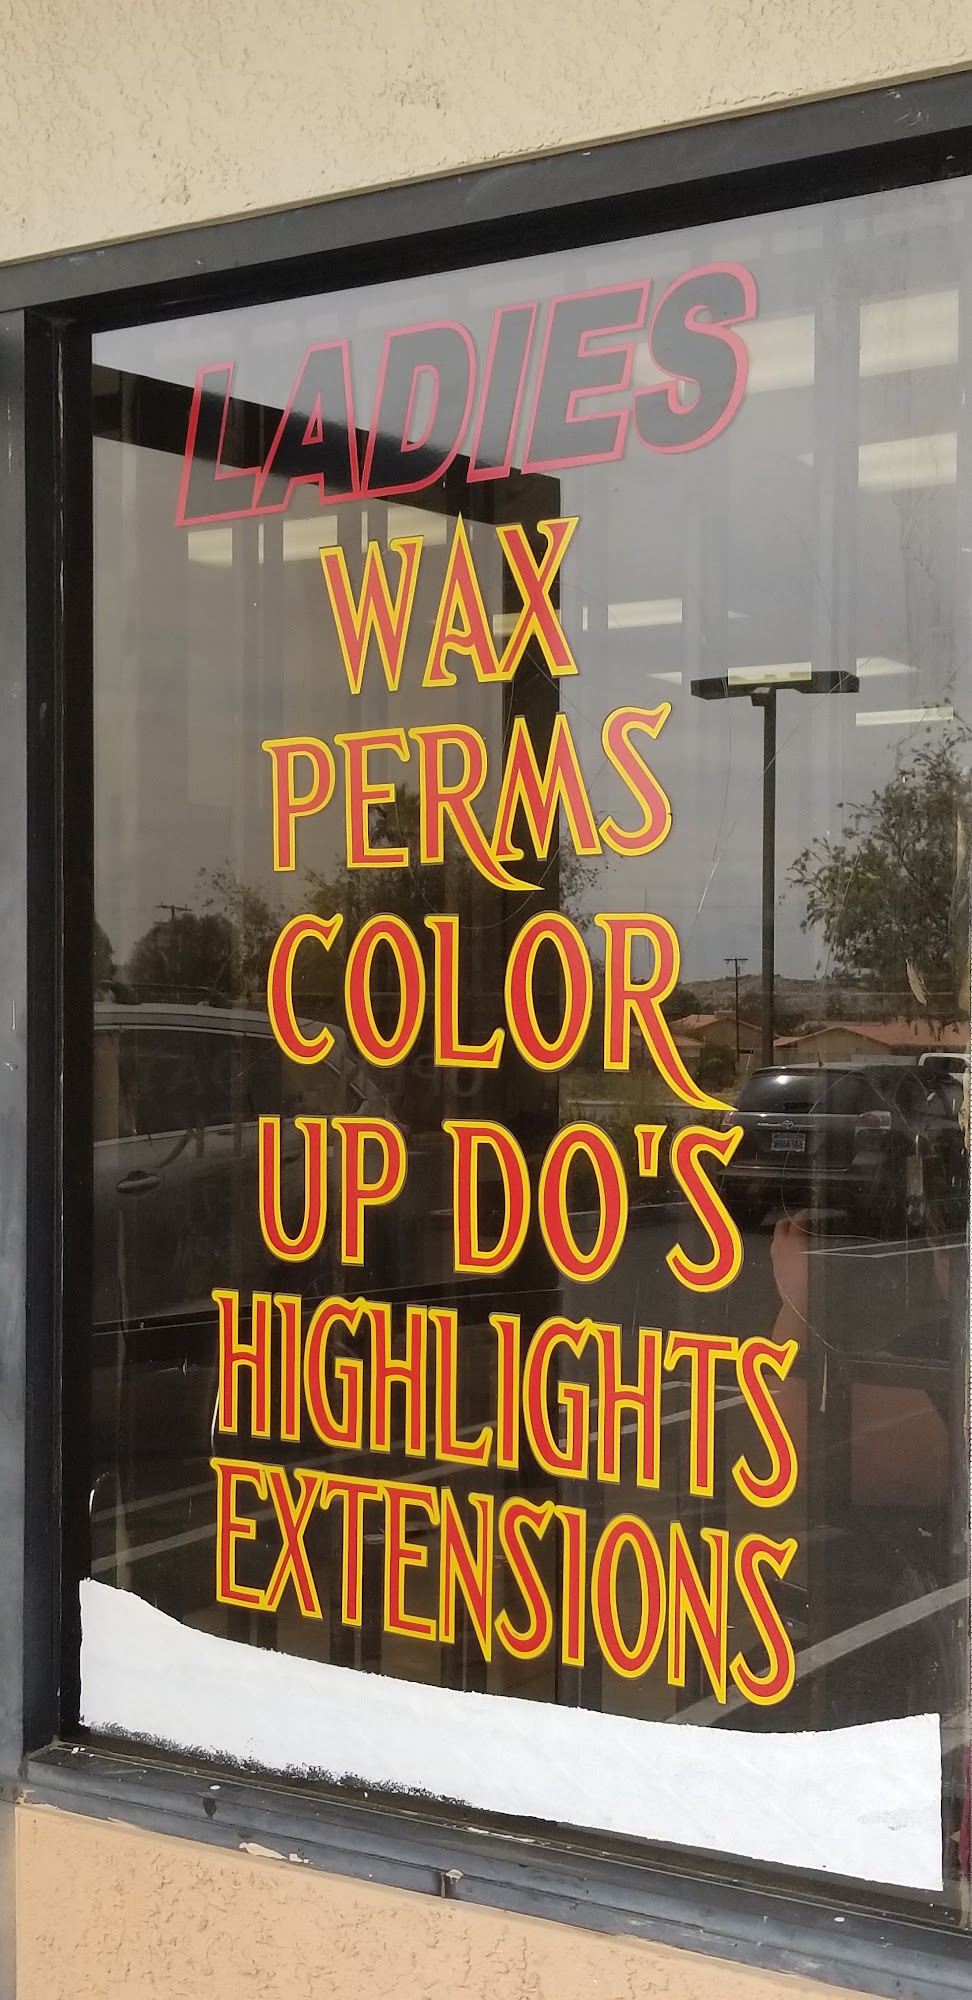 LADIES
WAX
PERMS
COLOR
UP DO'S
HIGHLIGHTS
EXTENSIONS